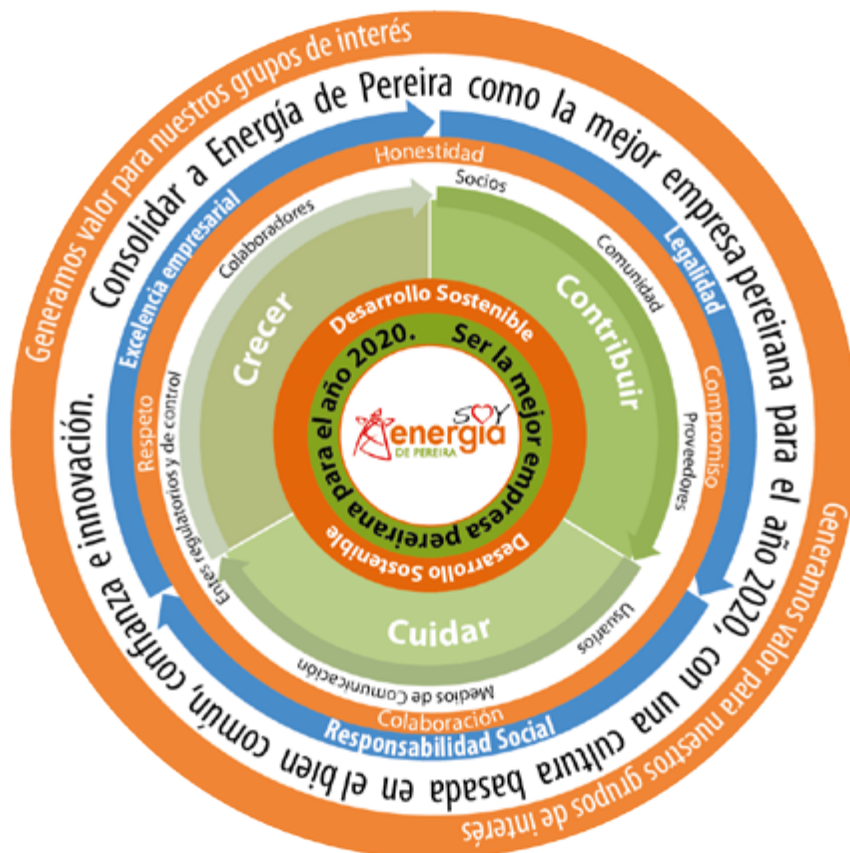 Generamos valor para nuestros grupos de interés
Generamos valor para nuestros grupos de interés
Consolidar a Energía de Pereira como la mejor empresa pereirana para el año 2020, con una cultura basada en el bien común, confianza e innovación.
Excelencia empresarial
Legalidad
Responsabilidad Social
Honestidad
Compromiso
Colaboración
Respeto
Socios
Comunidad
Proveedores
Usuarios
Medios de Comunicación
Entes regulatorios y de control
Colaboradores
Crecer
Contribuir
Cuidar
Desarrollo Sostenible
Desarrollo Sostenible
Ser la mejor empresa pereirana para el año 2020.
SOY
energía
DE PEREIRA